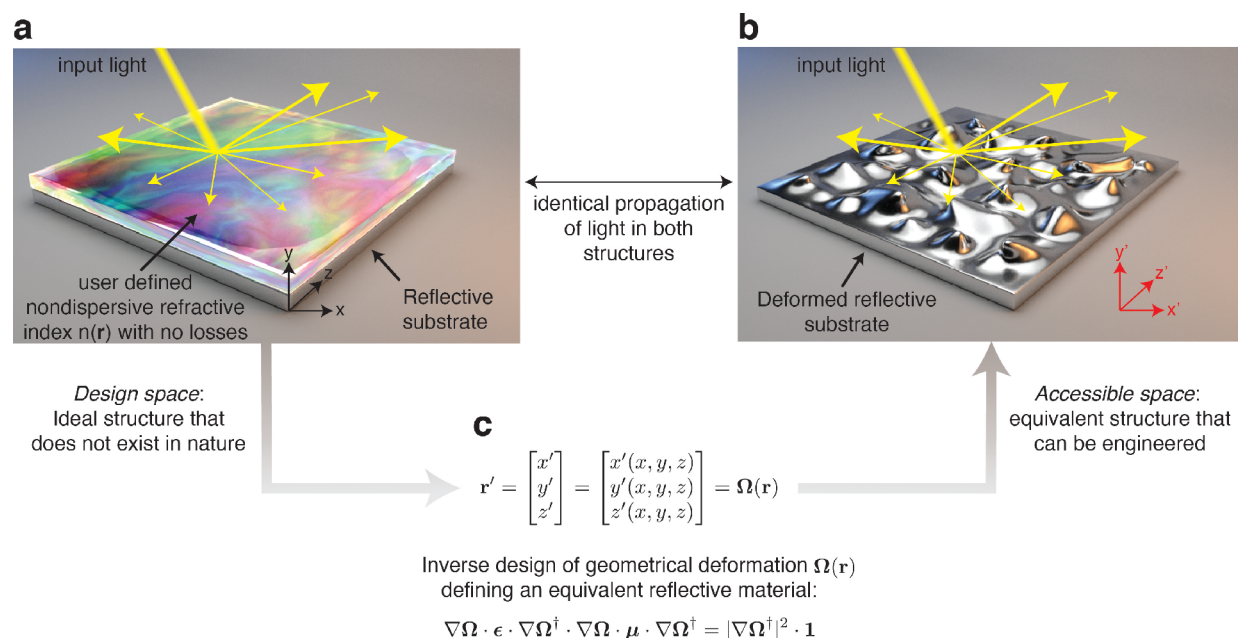 a
input light
user defined
nondispersive refractive
index n(r) with no losses
Reflective
substrate
y
z
x
identical propagation
of light in both
structures
b
input light
Deformed reflective
substrate
y’
z’
x’
Design space:
Ideal structure that
does not exist in nature
Accessible space:
equivalent structure that
can be engineered
c
r′ = [x′ y′ z′] = [x′(x, y, z) y′(x, y, z) z′(x, y, z)] = Ω(r)
Inverse design of geometrical deformation Ω(r)
defining an equivalent reflective material:
∇Ω · ϵ · ∇Ω† · ∇Ω · μ · ∇Ω† = |∇Ω†|² · 1